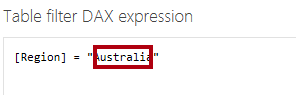 Table filter DAX expression
[Region] = "Australia"